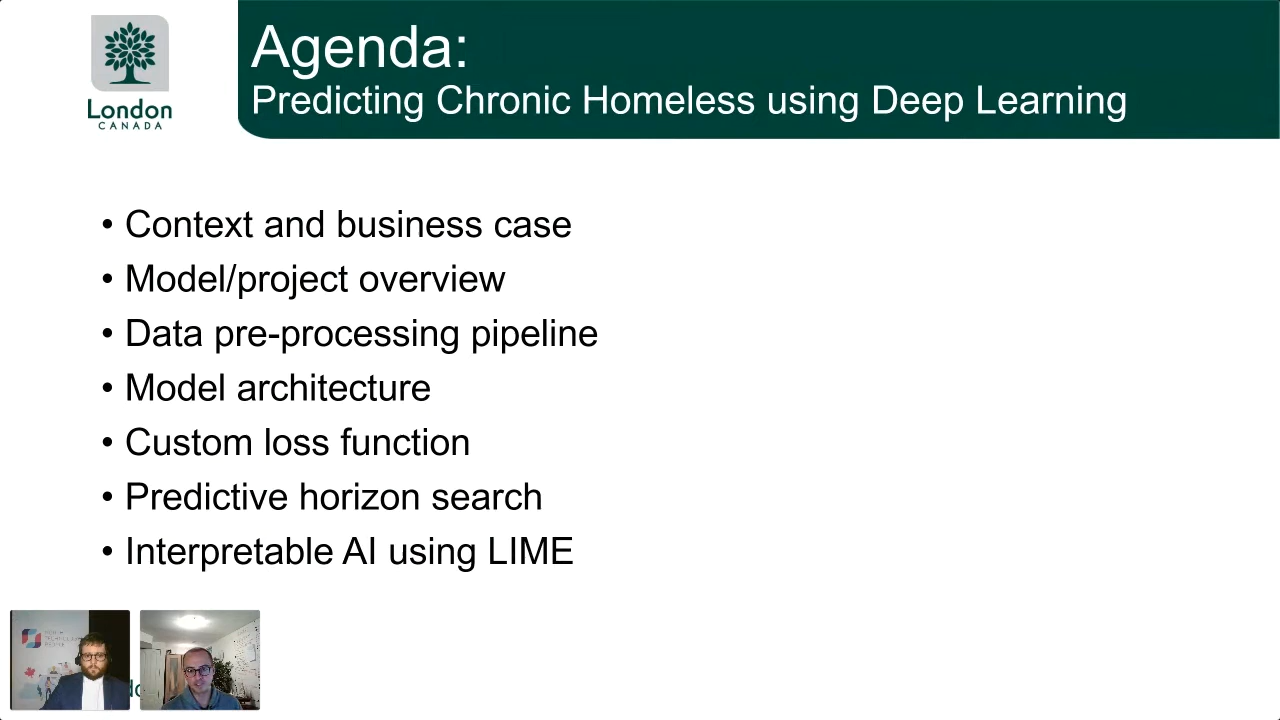 London
CANADA
Agenda:
Predicting Chronic Homeless using Deep Learning
• Context and business case
• Model/project overview
• Data pre-processing pipeline
• Model architecture
• Custom loss function
• Predictive horizon search
• Interpretable AI using LIME